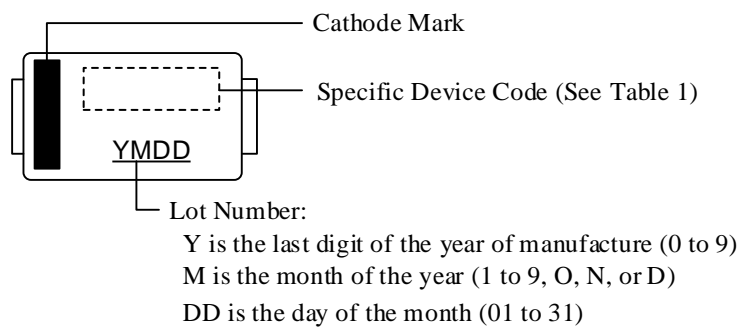 Cathode Mark
Specific Device Code (See Table 1)
YMDD
Lot Number:
Y is the last digit of the year of manufacture (0 to 9)
M is the month of the year (1 to 9, O, N, or D)
DD is the day of the month (01 to 31)